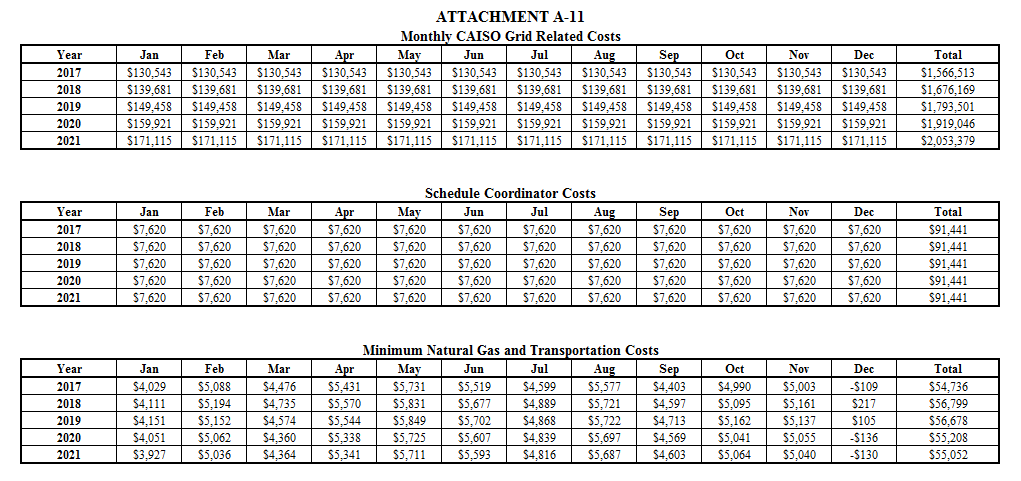 ATTACHMENT A-11
Monthly CAISO Grid Related Costs
Year Jan Feb Mar Apr May Jun Jul Aug Sep Oct Nov Dec Total
2017 $130,543 $130,543 $130,543 $130,543 $130,543 $130,543 $130,543 $130,543 $130,543 $130,543 $130,543 $130,543 $1,566,513
2018 $139,681 $139,681 $139,681 $139,681 $139,681 $139,681 $139,681 $139,681 $139,681 $139,681 $139,681 $139,681 $1,676,169
2019 $149,458 $149,458 $149,458 $149,458 $149,458 $149,458 $149,458 $149,458 $149,458 $149,458 $149,458 $149,458 $1,793,501
2020 $159,921 $159,921 $159,921 $159,921 $159,921 $159,921 $159,921 $159,921 $159,921 $159,921 $159,921 $159,921 $1,919,046
2021 $171,115 $171,115 $171,115 $171,115 $171,115 $171,115 $171,115 $171,115 $171,115 $171,115 $171,115 $171,115 $2,053,379
Schedule Coordinator Costs
Year Jan Feb Mar Apr May Jun Jul Aug Sep Oct Nov Dec Total
2017 $7,620 $7,620 $7,620 $7,620 $7,620 $7,620 $7,620 $7,620 $7,620 $7,620 $7,620 $7,620 $91,441
2018 $7,620 $7,620 $7,620 $7,620 $7,620 $7,620 $7,620 $7,620 $7,620 $7,620 $7,620 $7,620 $91,441
2019 $7,620 $7,620 $7,620 $7,620 $7,620 $7,620 $7,620 $7,620 $7,620 $7,620 $7,620 $7,620 $91,441
2020 $7,620 $7,620 $7,620 $7,620 $7,620 $7,620 $7,620 $7,620 $7,620 $7,620 $7,620 $7,620 $91,441
2021 $7,620 $7,620 $7,620 $7,620 $7,620 $7,620 $7,620 $7,620 $7,620 $7,620 $7,620 $7,620 $91,441
Minimum Natural Gas and Transportation Costs
Year Jan Feb Mar Apr May Jun Jul Aug Sep Oct Nov Dec Total
2017 $4,029 $5,088 $4,476 $5,431 $5,731 $5,519 $4,599 $5,577 $4,403 $4,990 $5,003 -$109 $54,736
2018 $4,111 $5,194 $4,735 $5,570 $5,831 $5,677 $4,889 $5,721 $4,597 $5,095 $5,161 $217 $56,799
2019 $4,151 $5,152 $4,574 $5,544 $5,849 $5,702 $4,868 $5,722 $4,713 $5,162 $5,137 $105 $56,678
2020 $4,051 $5,062 $4,360 $5,338 $5,725 $5,607 $4,839 $5,697 $4,569 $5,041 $5,055 -$136 $55,208
2021 $3,927 $5,036 $4,364 $5,341 $5,711 $5,593 $4,816 $5,687 $4,603 $5,064 $5,040 -$130 $55,052